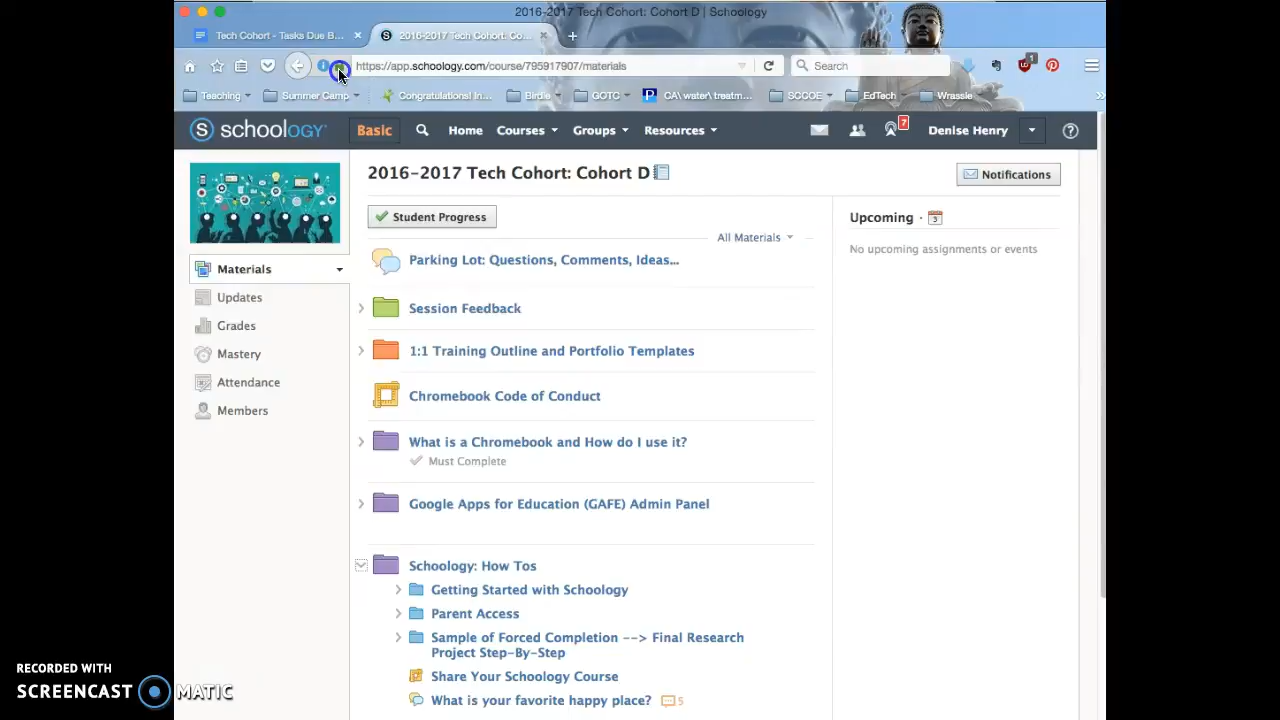 2016-2017 Tech Cohort: Cohort D | Schoology
Tech Cohort - Tasks Due B... × 2016-2017 Tech Cohort: Co... × +
https://app.schoology.com/course/795917907/materials Search 1
Teaching Summer Camp Congratulations! In... Birdie GOTC CA\ water\ treatm... SCCOE EdTech Wrassle »
schoology Basic Home Courses Groups Resources 7 Denise Henry ?
2016-2017 Tech Cohort: Cohort D
Notifications
Student Progress
Upcoming · 3
All Materials
No upcoming assignments or events
Materials
Updates
Grades
Mastery
Attendance
Members
Parking Lot: Questions, Comments, Ideas...
Session Feedback
1:1 Training Outline and Portfolio Templates
Chromebook Code of Conduct
What is a Chromebook and How do I use it?
Must Complete
Google Apps for Education (GAFE) Admin Panel
Schoology: How Tos
Getting Started with Schoology
Parent Access
Sample of Forced Completion --> Final Research
Project Step-By-Step
Share Your Schoology Course
What is your favorite happy place? 5
RECORDED WITH
SCREENCAST MATIC